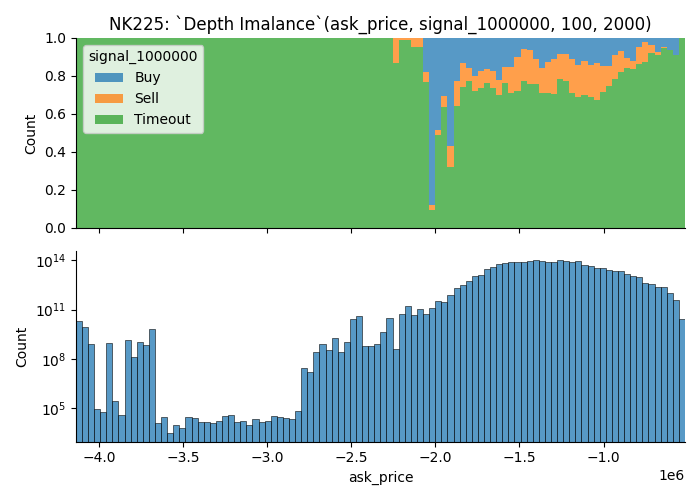 NK225: `Depth Imalance`(ask_price, signal_1000000, 100, 2000)
signal_1000000
Buy
Sell
Timeout
Count
1.0
0.8
0.6
0.4
0.2
0.0
Count
10^14
10^11
10^8
10^5
−4.0 −3.5 −3.0 −2.5 −2.0 −1.5 −1.0
1e6
ask_price